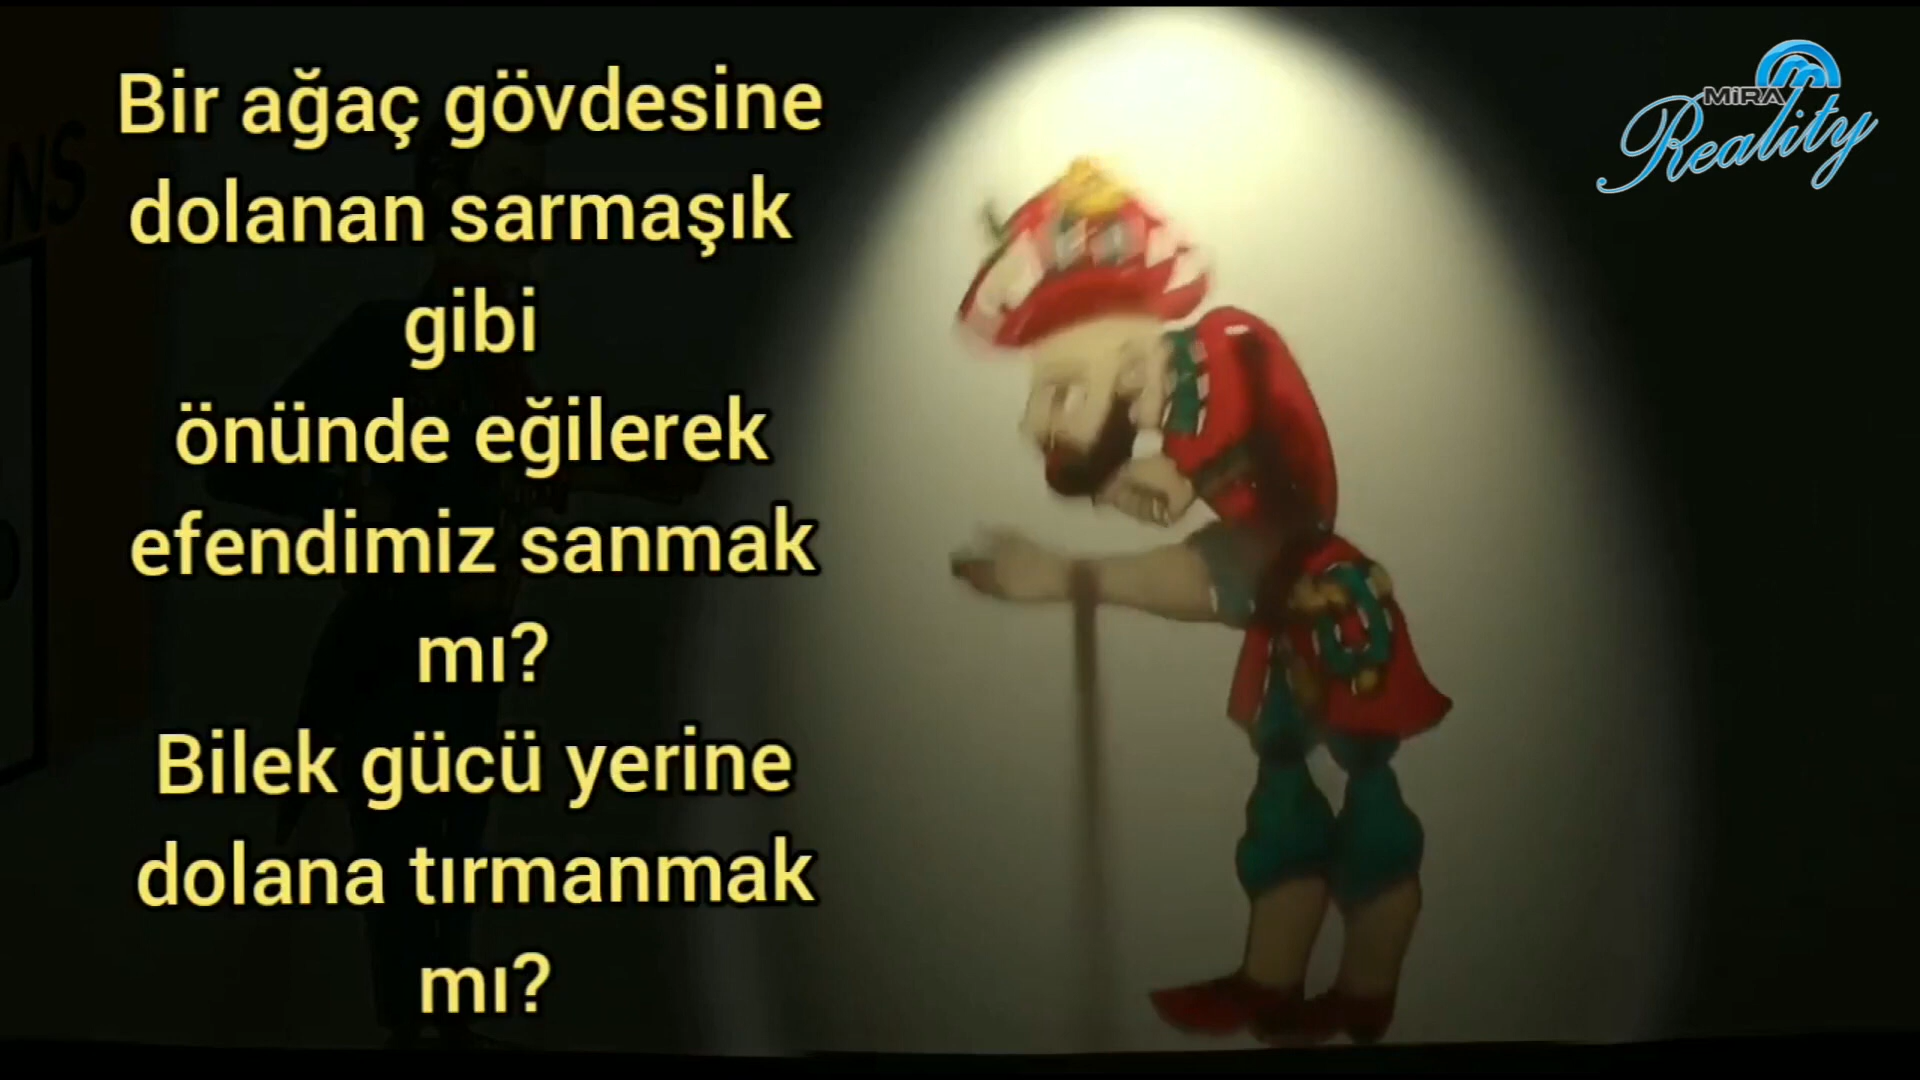 Bir ağaç gövdesine
dolanan sarmaşık
gibi
önünde eğilerek
efendimiz sanmak
mı?
Bilek gücü yerine
dolana tırmanmak
mı?
MiRA
Reality
NS